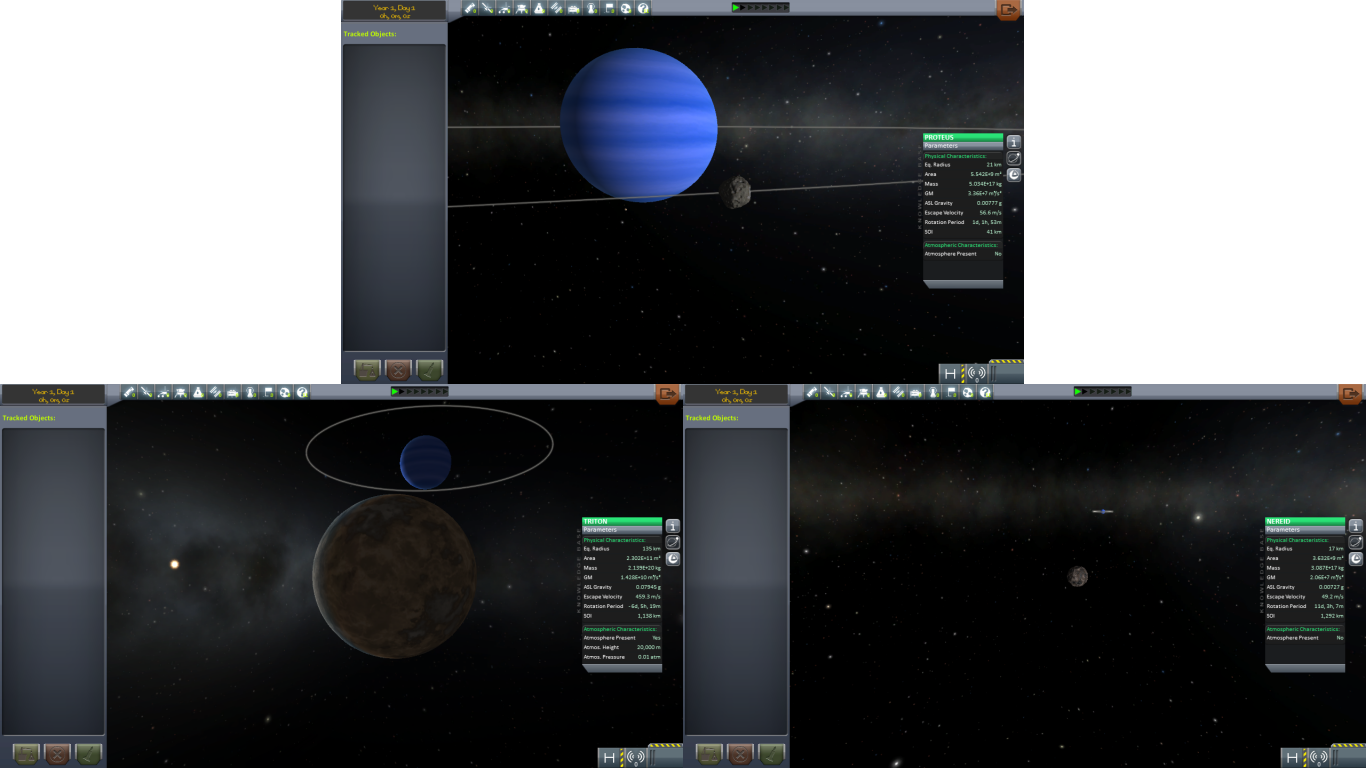 Year 1, Day 1
0h, 0m, 0s
Tracked Objects:
PROTEUS
Parameters
Physical Characteristics:
Eq. Radius 21 km
Area 5.542E+9 m²
Mass 5.034E+17 kg
GM 3.36E+7 m³/s²
ASL Gravity 0.00777 g
Escape Velocity 56.6 m/s
Rotation Period 1d, 1h, 53m
SOI 41 km
Atmospheric Characteristics:
Atmosphere Present No
H
0
Year 1, Day 1
0h, 0m, 0s
Tracked Objects:
TRITON
Parameters
Physical Characteristics:
Eq. Radius 135 km
Area 2.302E+11 m²
Mass 2.139E+20 kg
GM 1.428E+10 m³/s²
ASL Gravity 0.07945 g
Escape Velocity 459.3 m/s
Rotation Period -6d, 5h, 19m
SOI 1,138 km
Atmospheric Characteristics:
Atmosphere Present Yes
Atmos. Height 20,000 m
Atmos. Pressure 0.01 atm
H
0
Year 1, Day 1
0h, 0m, 0s
Tracked Objects:
NEREID
Parameters
Physical Characteristics:
Eq. Radius 17 km
Area 3.632E+9 m²
Mass 3.087E+17 kg
GM 2.06E+7 m³/s²
ASL Gravity 0.00727 g
Escape Velocity 49.2 m/s
Rotation Period 11d, 3h, 7m
SOI 1,292 km
Atmospheric Characteristics:
Atmosphere Present No
H
0